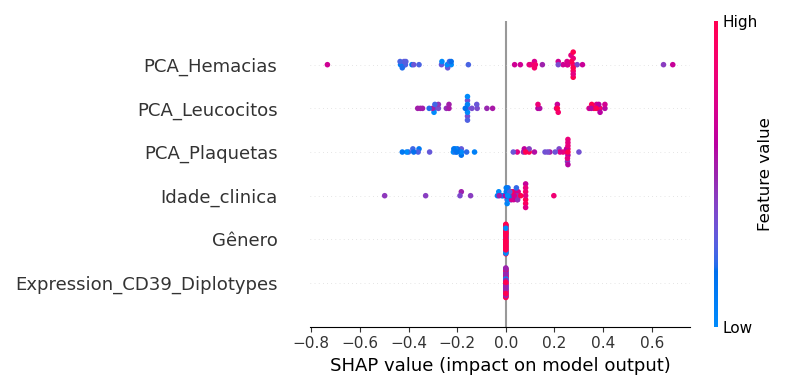 High
PCA_Hemacias
PCA_Leucocitos
PCA_Plaquetas
Idade_clinica
Gênero
Expression_CD39_Diplotypes
Feature value
Low
−0.8 −0.6 −0.4 −0.2 0.0 0.2 0.4 0.6
SHAP value (impact on model output)